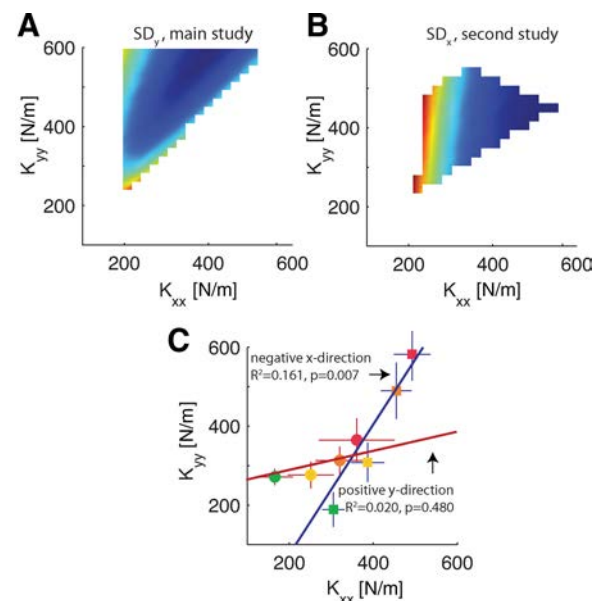 A
SD_y, main study
600
400
200
K_yy [N/m]
200 400 600
K_xx [N/m]
B
SD_x, second study
600
400
200
K_yy [N/m]
200 400 600
K_xx [N/m]
C
600
400
200
K_yy [N/m]
negative x-direction
R²=0.161, p=0.007
positive y-direction
R²=0.020, p=0.480
200 400 600
K_xx [N/m]